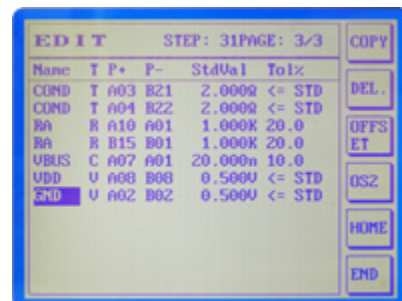 EDIT STEP: 31PAGE: 3/3
Name T P+ P- StdVal Tol%
COND T A03 B21 2.000Ω <= STD
COND T A04 B22 2.000Ω <= STD
RA R A10 A01 1.000K 20.0
RA R B15 B01 1.000K 20.0
VBUS C A07 A01 20.000n 10.0
VDD V A08 B08 0.500V <= STD
GND V A02 B02 0.500V <= STD
COPY
DEL.
OFFS
ET
OS2
HOME
END